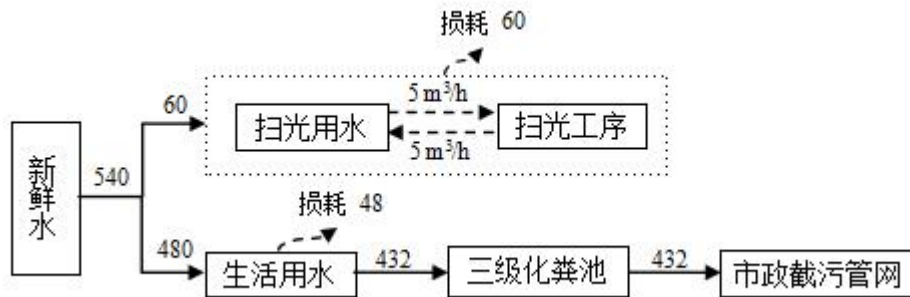 损耗 60
5 m³/h
60
扫光用水
扫光工序
5 m³/h
新鲜水
540
损耗 48
480
生活用水
432
三级化粪池
432
市政截污管网